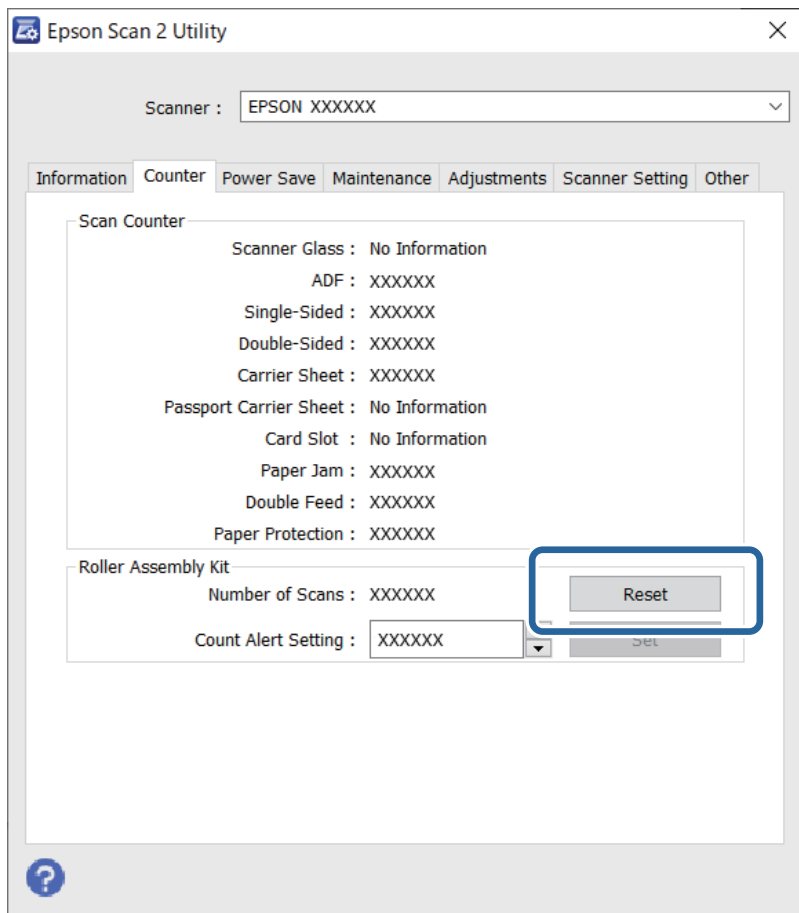 Epson Scan 2 Utility
Scanner : EPSON XXXXXX
Information Counter Power Save Maintenance Adjustments Scanner Setting Other
Scan Counter
Scanner Glass : No Information
ADF : XXXXXX
Single-Sided : XXXXXX
Double-Sided : XXXXXX
Carrier Sheet : XXXXXX
Passport Carrier Sheet : No Information
Card Slot : No Information
Paper Jam : XXXXXX
Double Feed : XXXXXX
Paper Protection : XXXXXX
Roller Assembly Kit
Number of Scans : XXXXXX Reset
Count Alert Setting : XXXXXX Set
?